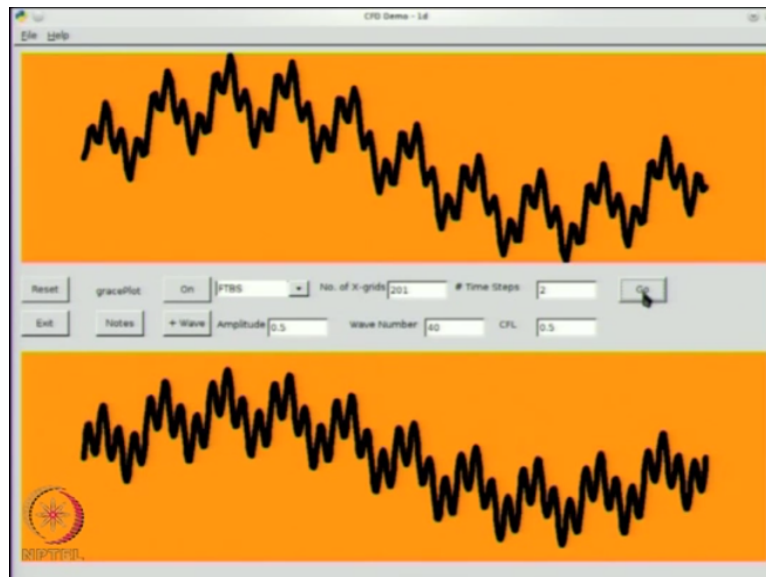 CFD Demo - 1d
File Help
Reset gracePlot On FTBS No. of X-grids 201 # Time Steps 2 Go
Exit Notes + Wave Amplitude 0.5 Wave Number 40 CFL 0.5
NPTEL